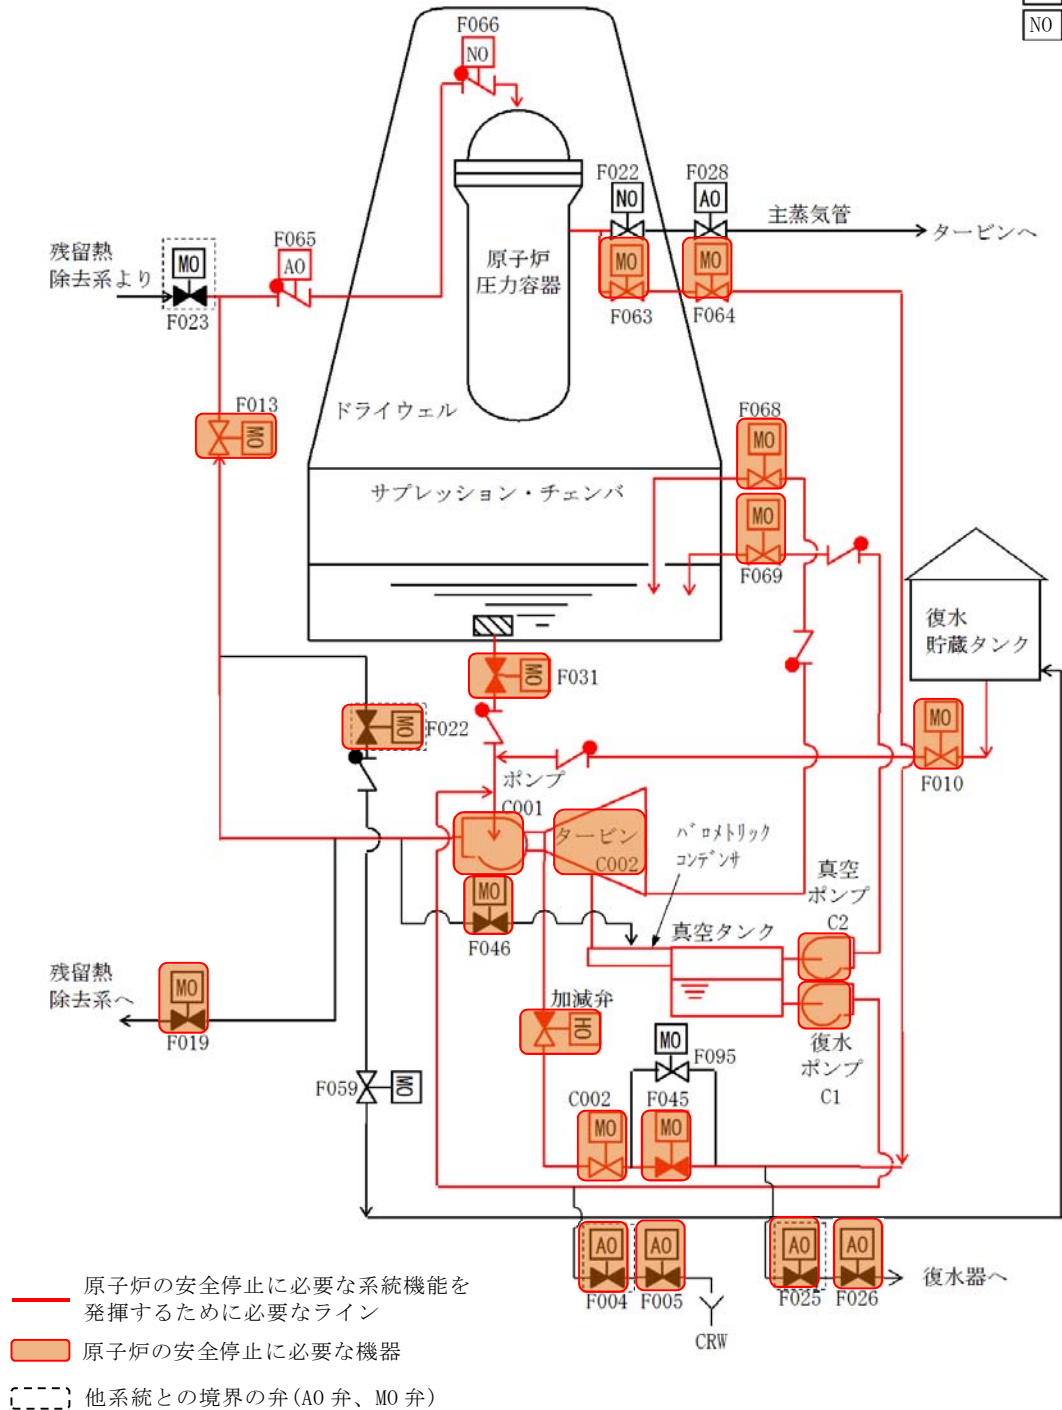 NO
F066
NO
F022
F028
NO
AO
主蒸気管
タービンへ
残留熱
除去系より
MO
F023
F065
AO
原子炉
圧力容器
MO
MO
F063
F064
F013
MO
ドライウェル
F068
MO
サプレッション・チェンバ
MO
F069
復水
貯蔵タンク
MO
F031
MO
F022
MO
F010
ポンプ
C001
タービン
C002
バロメトリック
コンデンサ
真空
ポンプ
C2
MO
F046
真空タンク
残留熱
除去系へ
MO
F019
加減弁
HO
復水
ポンプ
C1
MO
F095
F059
MO
C002
MO
F045
MO
AO
AO
F004
F005
AO
AO
F025
F026
復水器へ
CRW
原子炉の安全停止に必要な系統機能を
発揮するために必要なライン
原子炉の安全停止に必要な機器
他系統との境界の弁(AO 弁、MO 弁)